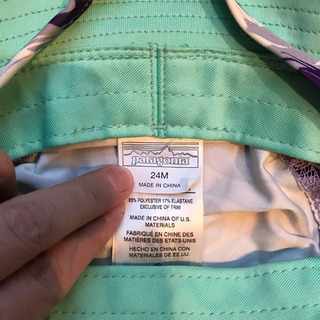 patagonia
24M
MADE IN CHINA
83% POLYESTER 17% ELASTANE
EXCLUSIVE OF TRIM
MADE IN CHINA OF U.S.
MATERIALS
FABRIQUÉ EN CHINE DES
MATIÈRES DES ÉTATS-UNIS
HECHO EN CHINA CON
MATERIALES DE EE.UU.